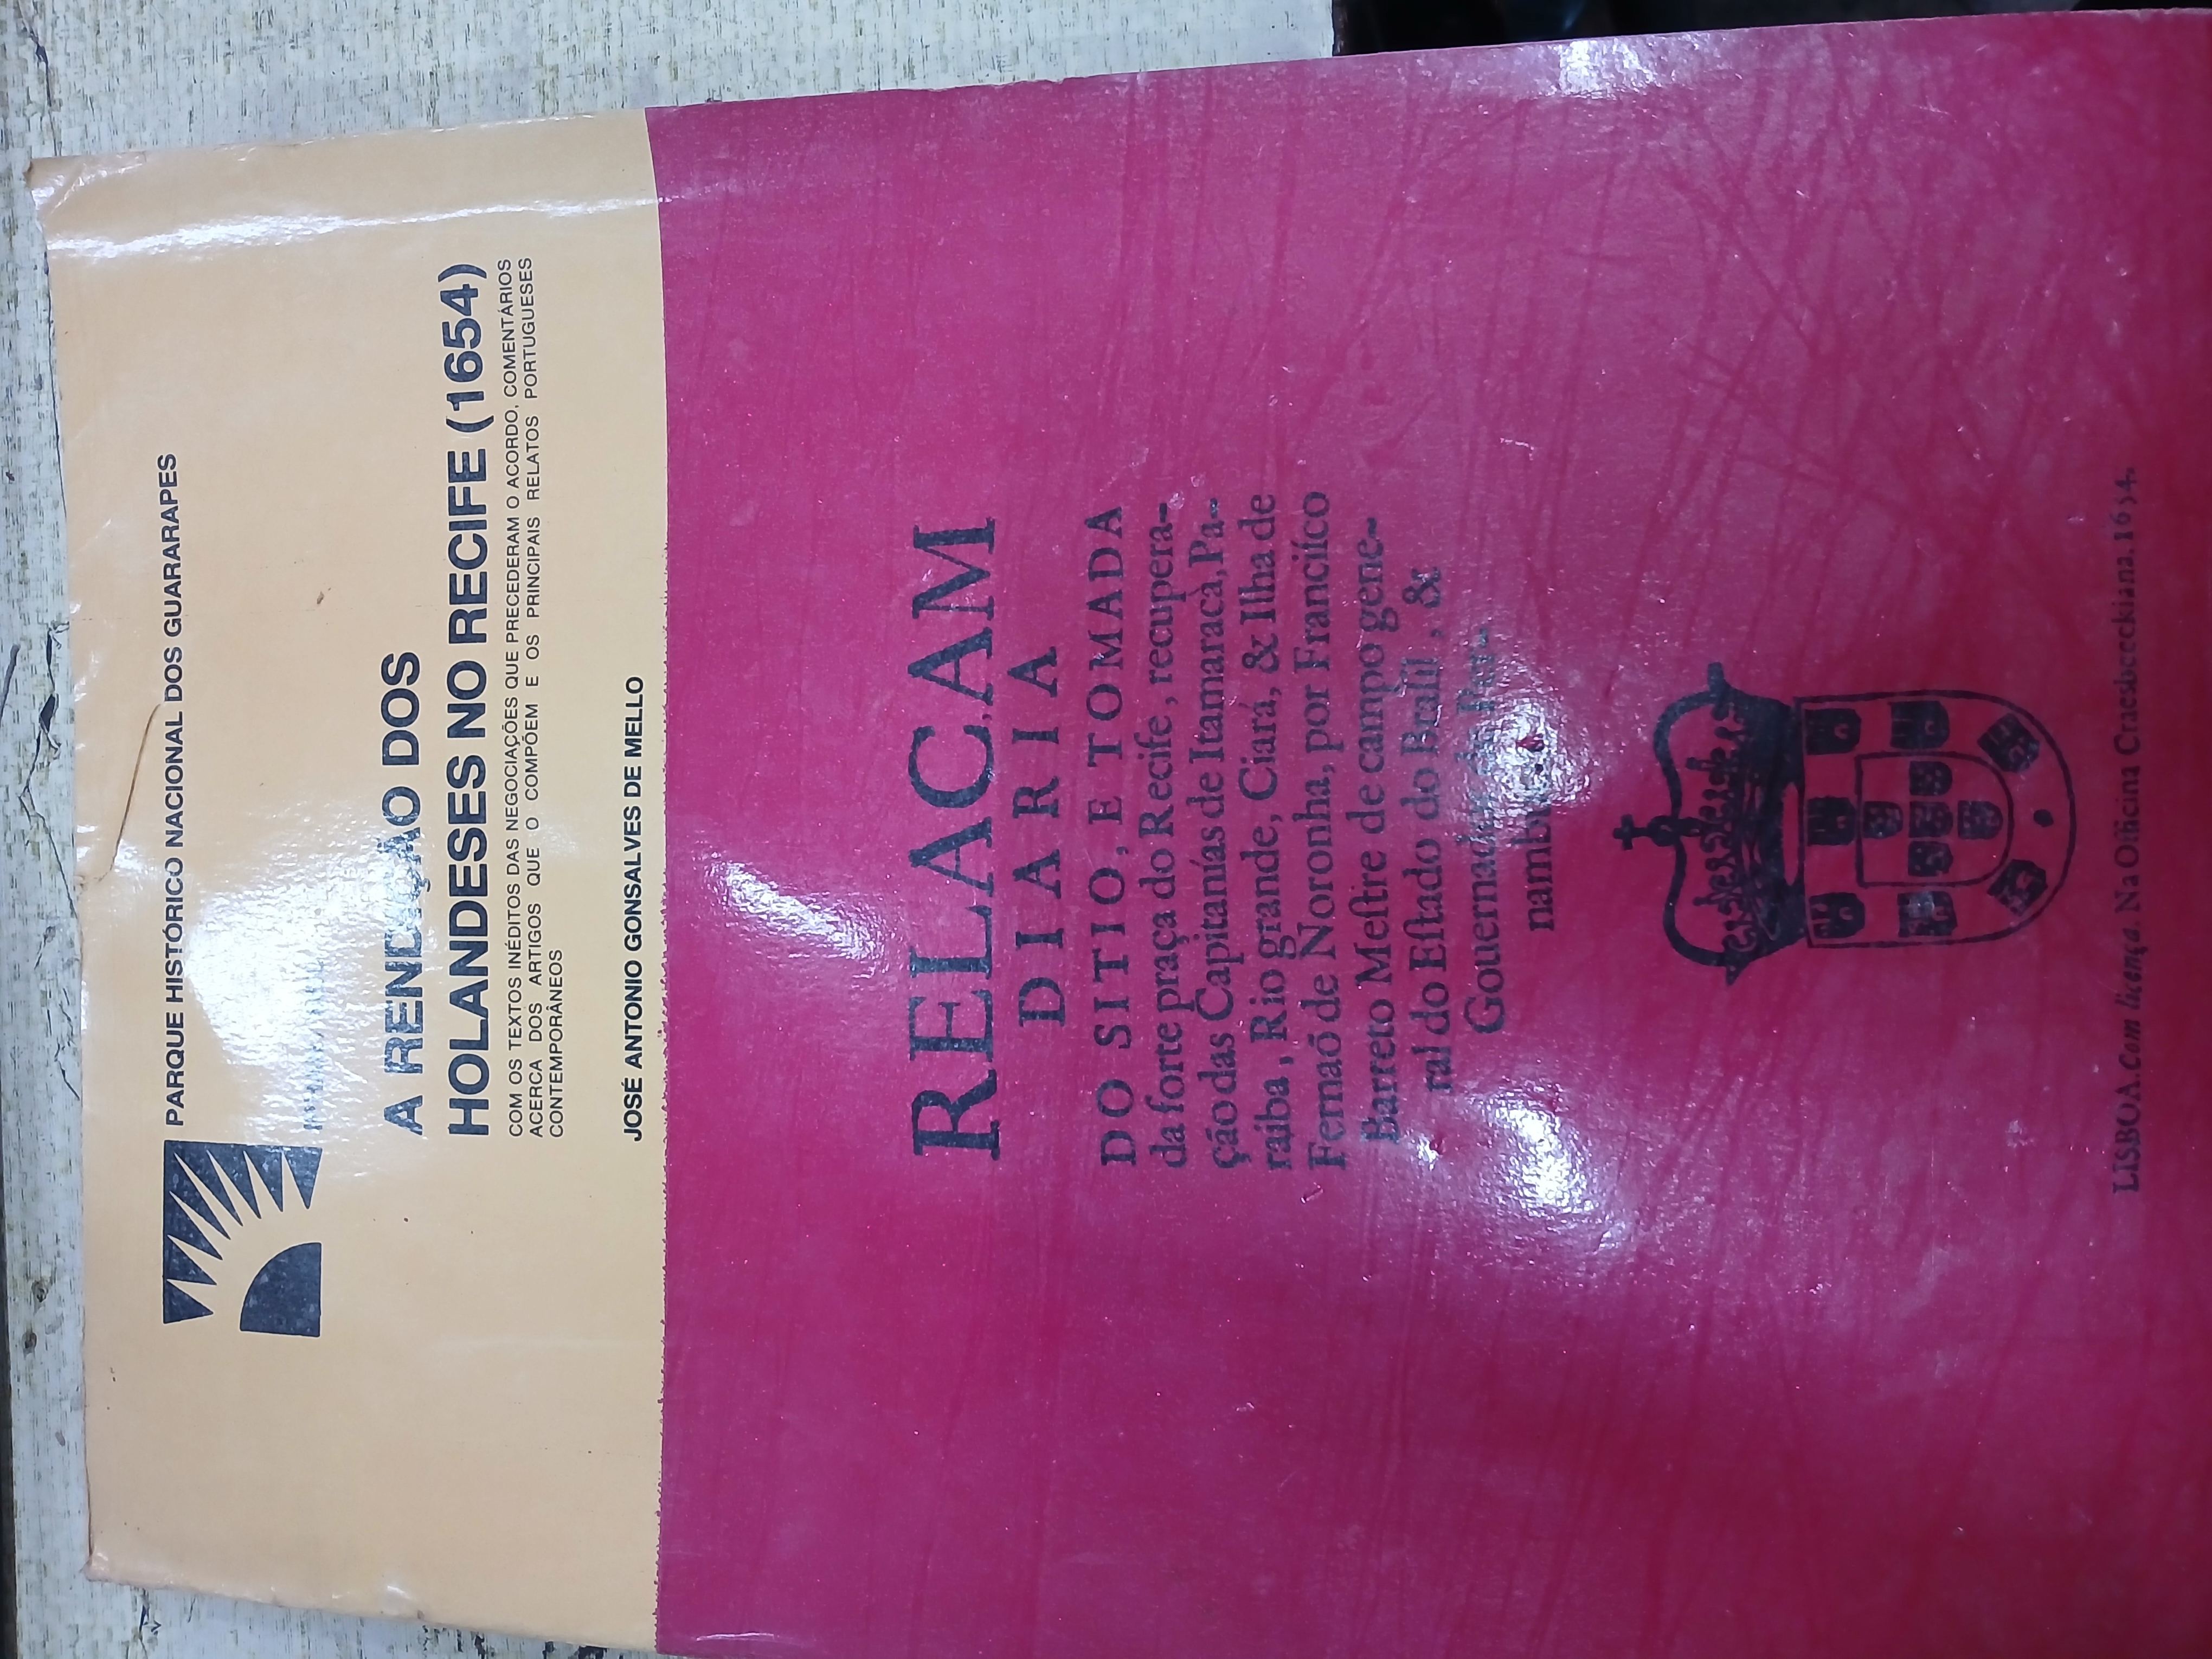 PARQUE HISTÓRICO NACIONAL DOS GUARARAPES
A RENDIÇÃO DOS
HOLANDESES NO RECIFE (1654)
COM OS TEXTOS INÉDITOS DAS NEGOCIAÇÕES QUE PRECEDERAM O ACORDO, COMENTÁRIOS
ACERCA DOS ARTIGOS QUE O COMPÕEM E OS PRINCIPAIS RELATOS PORTUGUESES
CONTEMPORÂNEOS
JOSÉ ANTONIO GONSALVES DE MELLO
RELACAM
DIARIA
DO SITIO, E TOMADA
da forte praça do Recife, recupera-
ção das Capitanías de Itamaracà, Pa-
raiba, Rio grande, Ciará, & Ilha de
Fernaõ de Noronha, por Franciſco
Barreto Meſtre de campo gene-
ral do Eſtado do Braſil, &
Gouernador de Per-
nambuco
LISBOA. Com licença. Na Officina Craesbeeckiana. 1654.